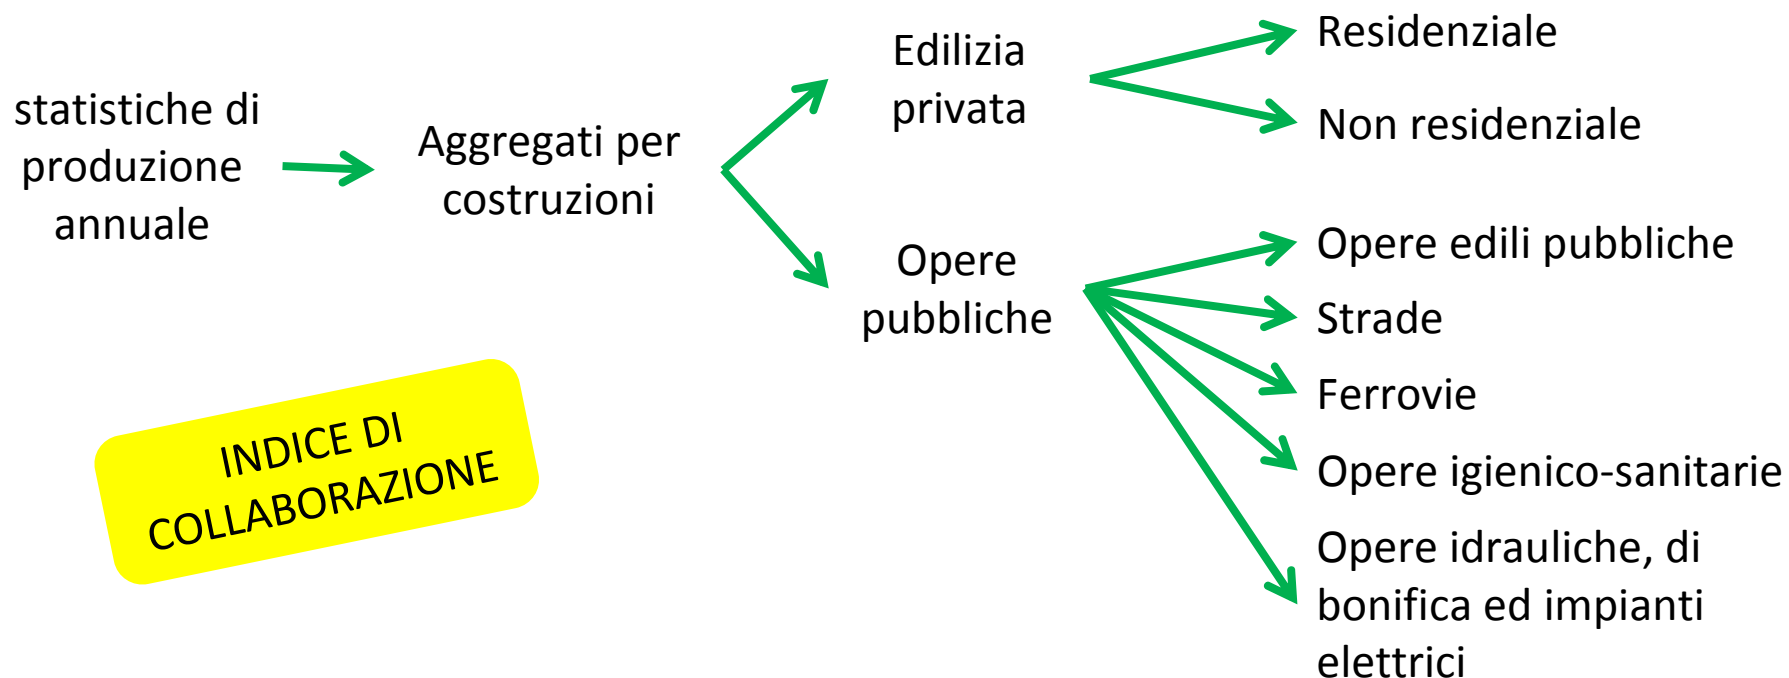 statistiche di
produzione
annuale
Aggregati per
costruzioni
Edilizia
privata
Residenziale
Non residenziale
Opere
pubbliche
Opere edili pubbliche
Strade
Ferrovie
Opere igienico-sanitarie
Opere idrauliche, di
bonifica ed impianti
elettrici
INDICE DI
COLLABORAZIONE